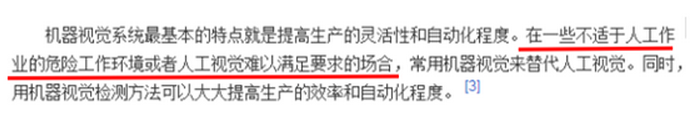 机器视觉系统最基本的特点就是提高生产的灵活性和自动化程度。在一些不适于人工作
业的危险工作环境或者人工视觉难以满足要求的场合，常用机器视觉来替代人工视觉。同时，
用机器视觉检测方法可以大大提高生产的效率和自动化程度。 [3]